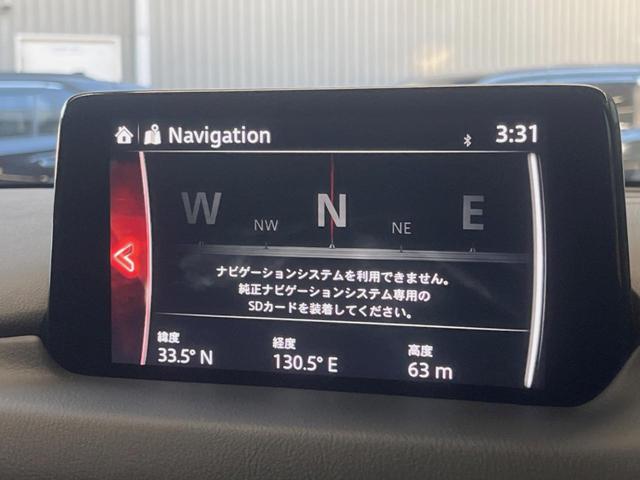 Navigation
3:31
W NW N NE E
ナビゲーションシステムを利用できません。
純正ナビゲーションシステム専用の
SDカードを装着してください。
緯度 経度 高度
33.5° N 130.5° E 63 m